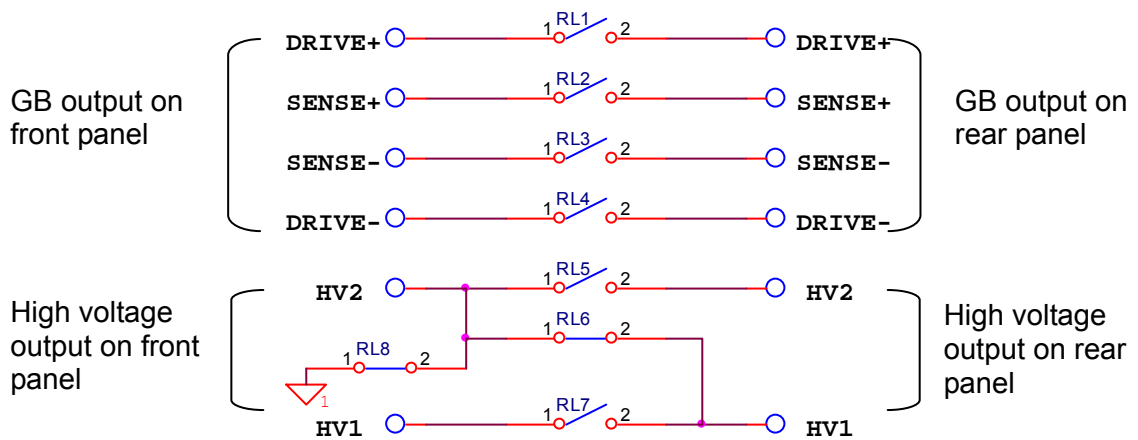 RL1
DRIVE+ 1 2 DRIVE+
GB output on
front panel
RL2
SENSE+ 1 2 SENSE+
GB output on
rear panel
RL3
SENSE- 1 2 SENSE-
RL4
DRIVE- 1 2 DRIVE-
High voltage
output on front
panel
RL5
HV2 1 2 HV2
RL6
1 2
RL8
1 2
1
RL7
HV1 1 2 HV1
High voltage
output on rear
panel